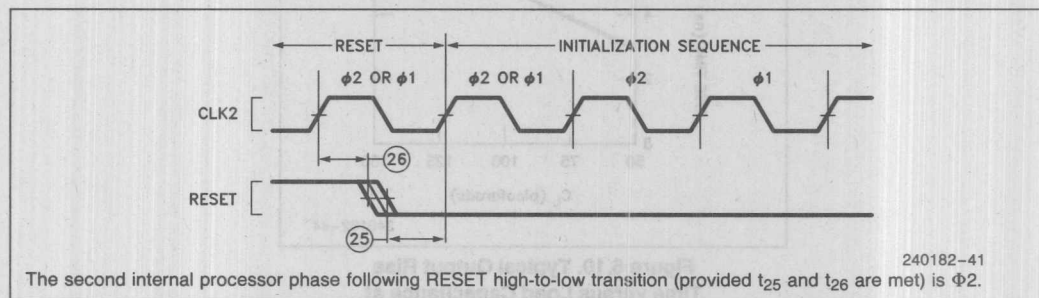 RESET INITIALIZATION SEQUENCE
φ2 OR φ1 φ2 OR φ1 φ2 φ1
CLK2
26
RESET
25
240182-41
The second internal processor phase following RESET high-to-low transition (provided t25 and t26 are met) is Φ2.